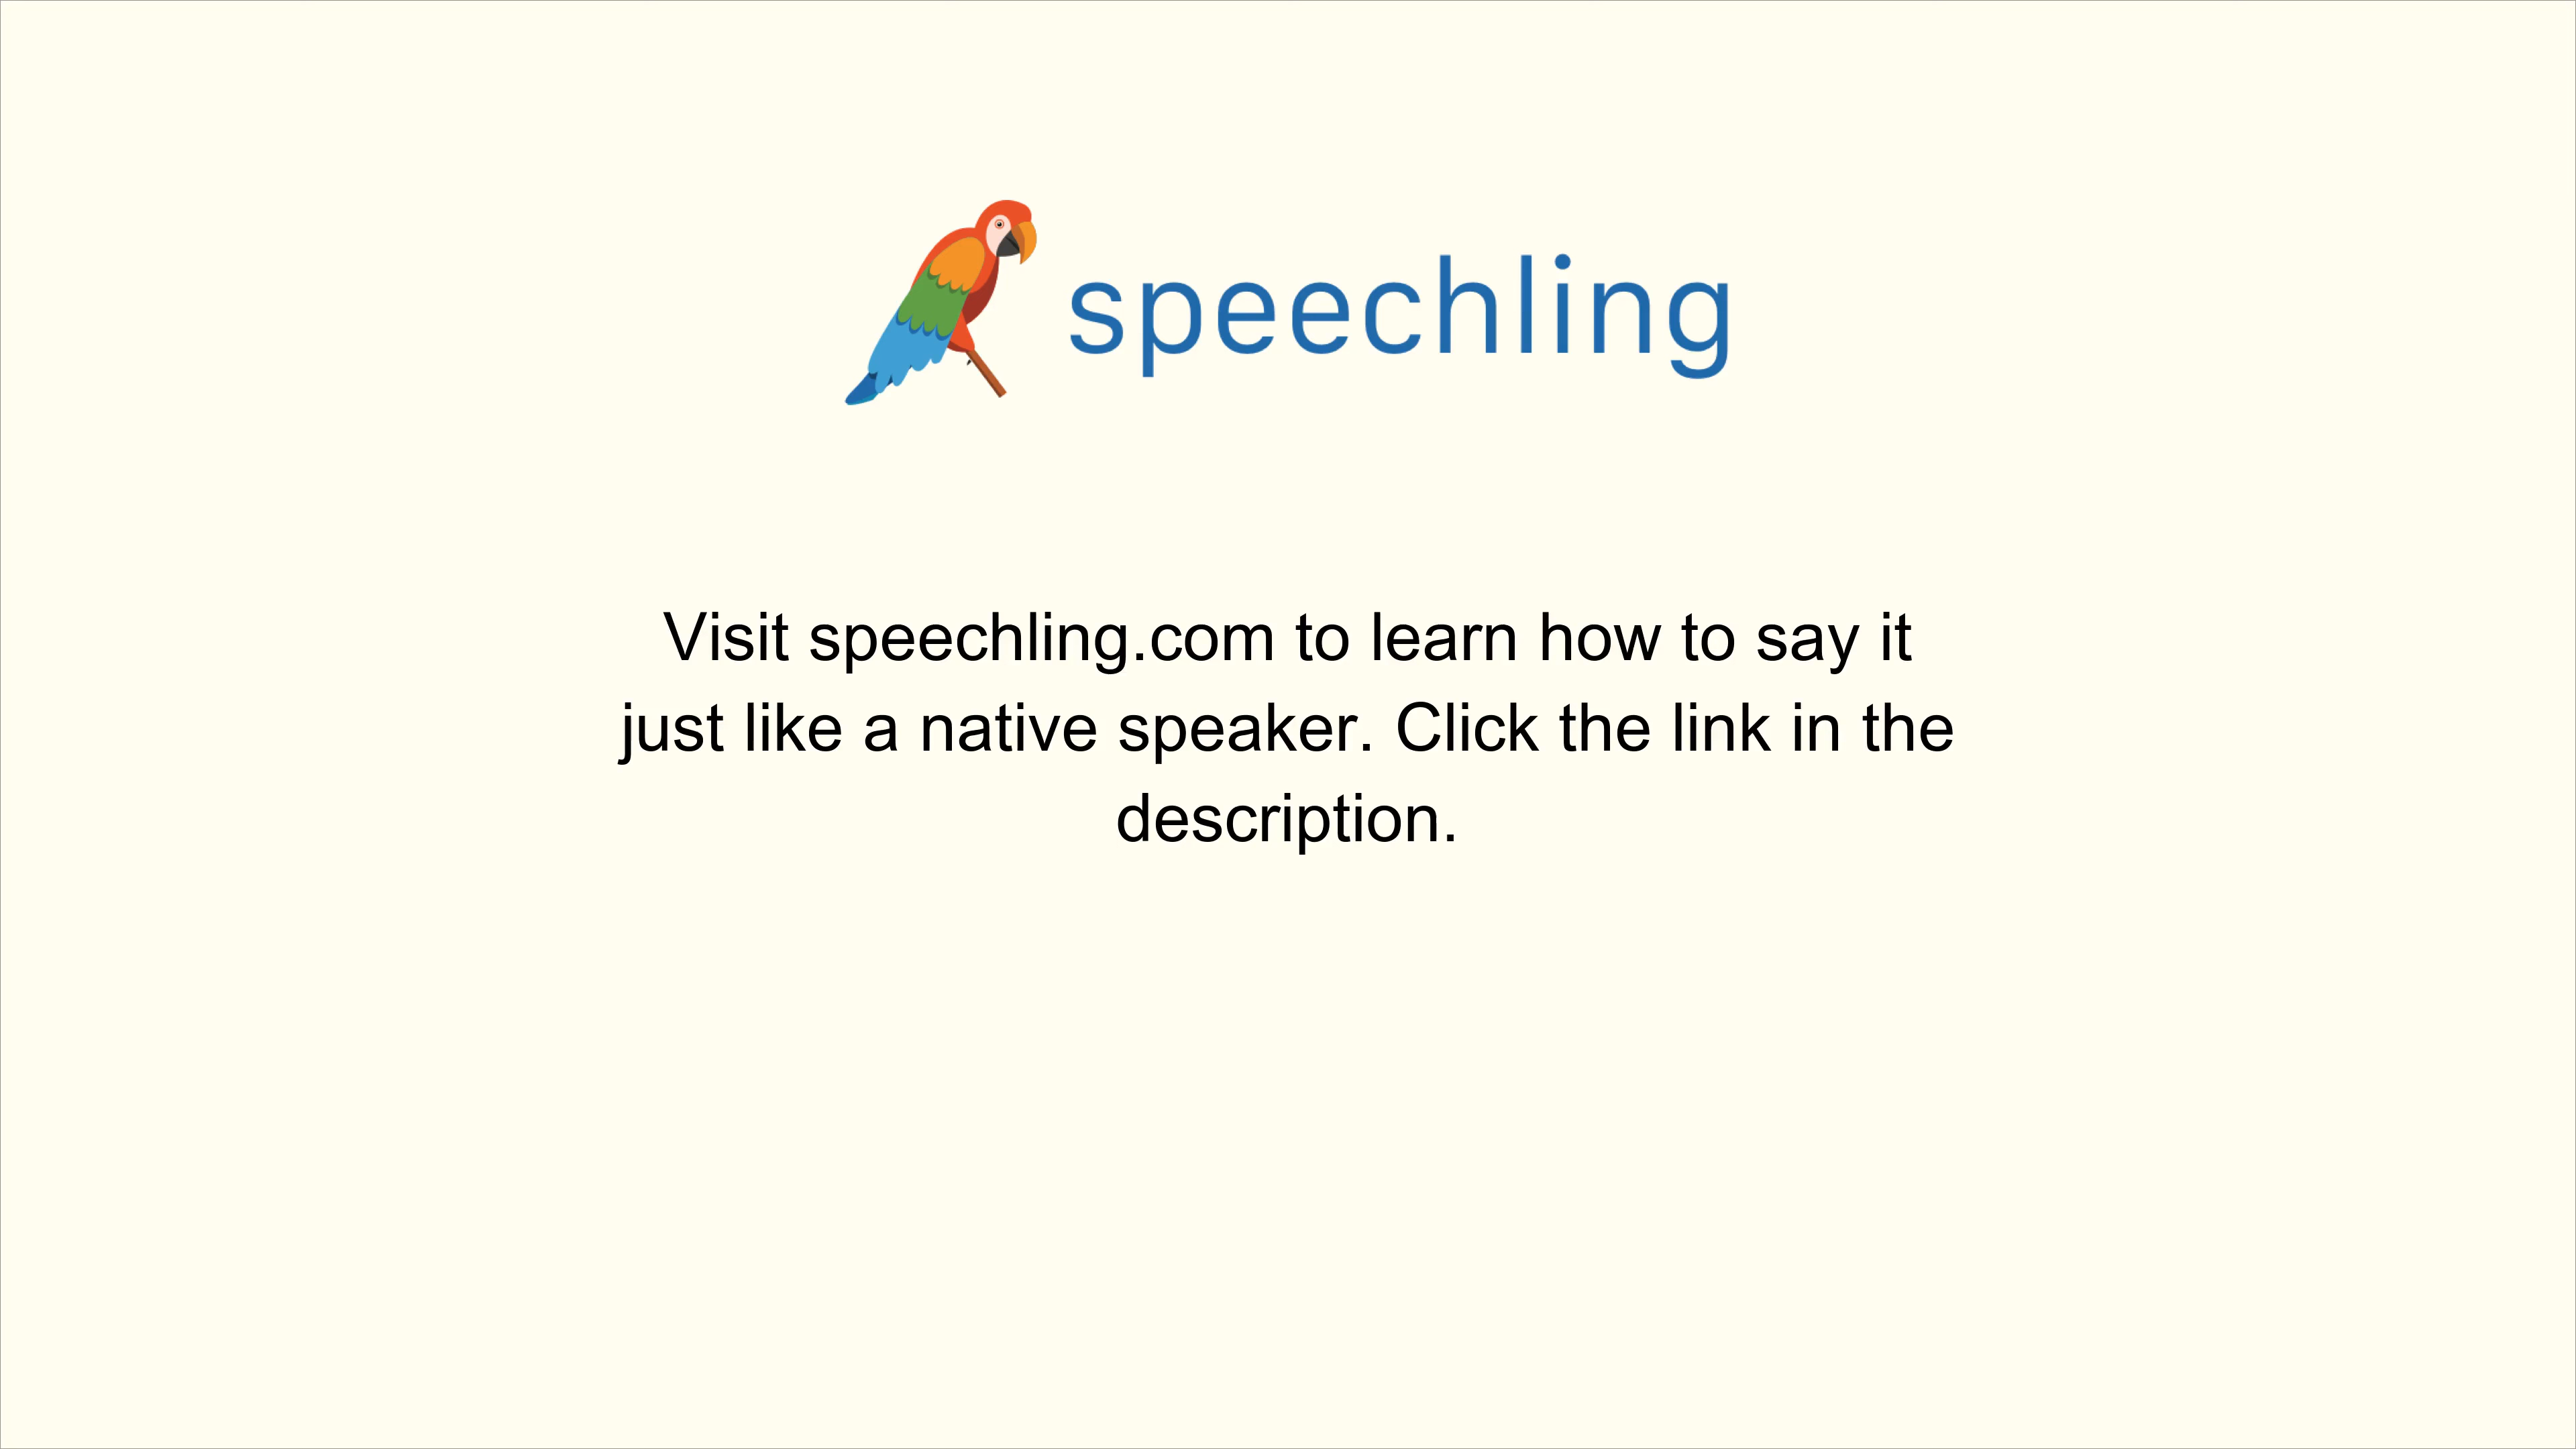 speechling
Visit speechling.com to learn how to say it
just like a native speaker. Click the link in the
description.